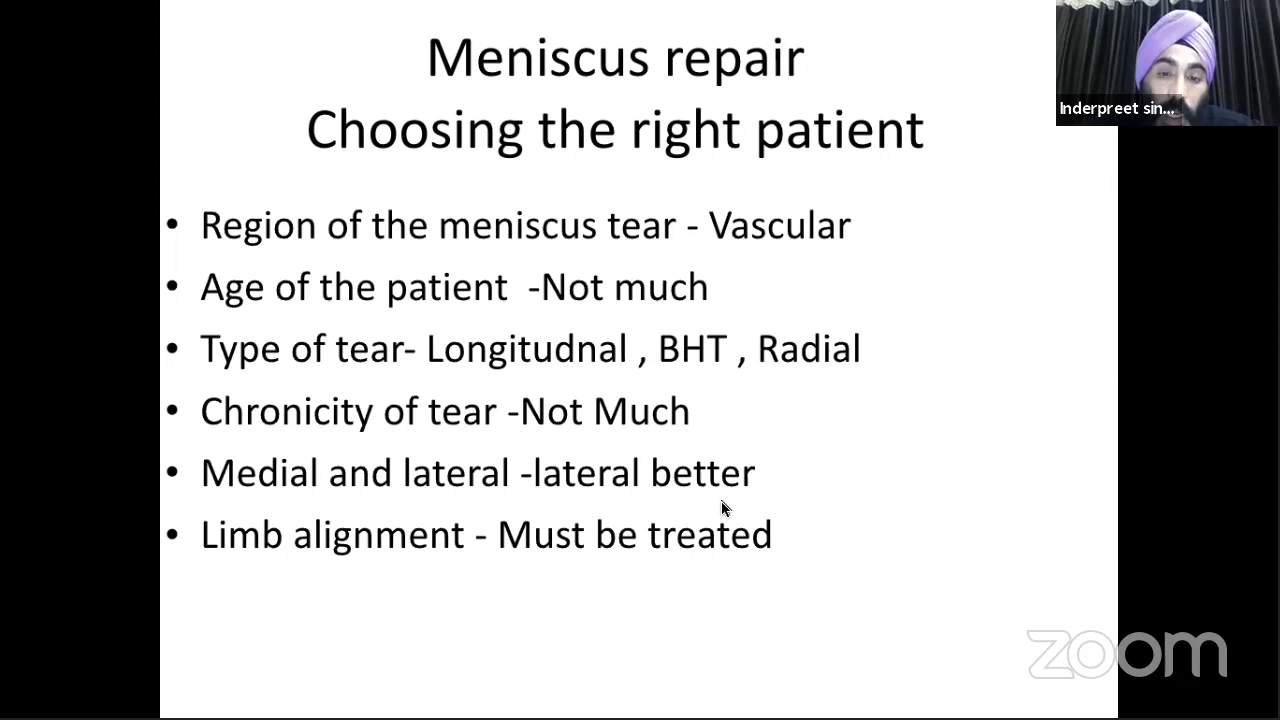 Meniscus repair
Choosing the right patient
• Region of the meniscus tear - Vascular
• Age of the patient  -Not much
• Type of tear- Longitudnal , BHT , Radial
• Chronicity of tear -Not Much
• Medial and lateral -lateral better
• Limb alignment - Must be treated
Inderpreet sin...
zoom